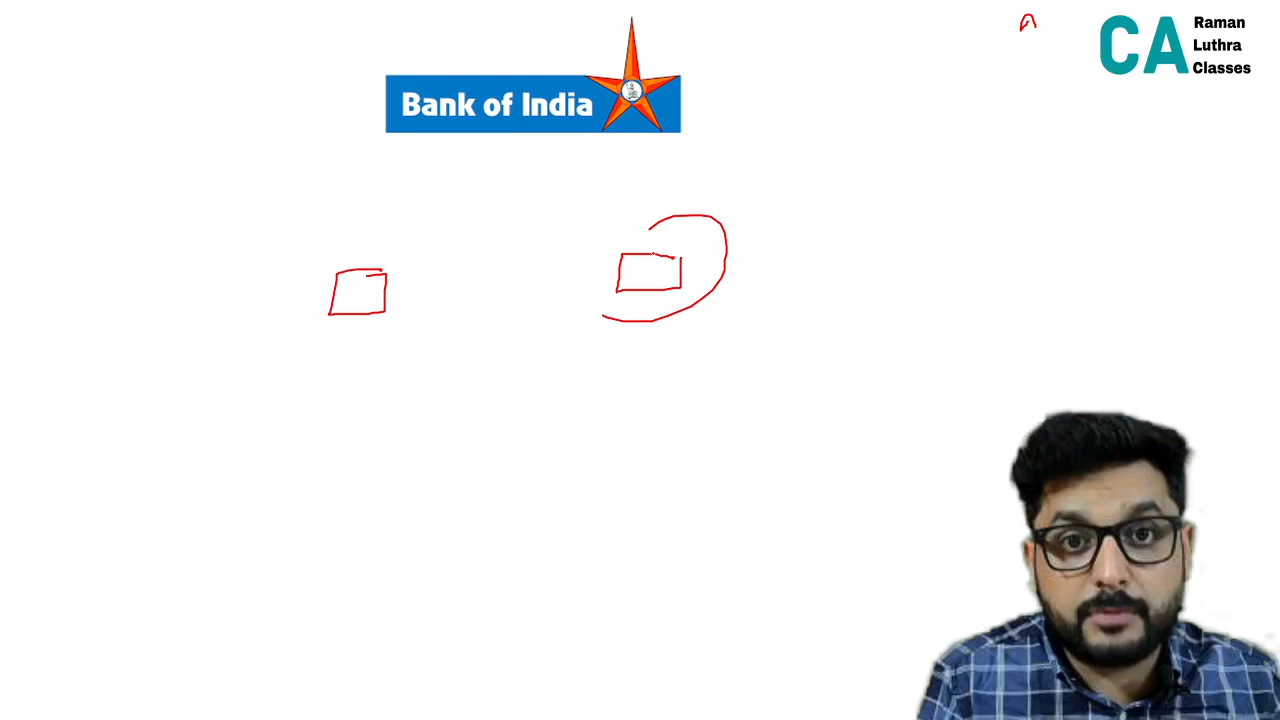 Bank of India
CA
Raman
Luthra
Classes